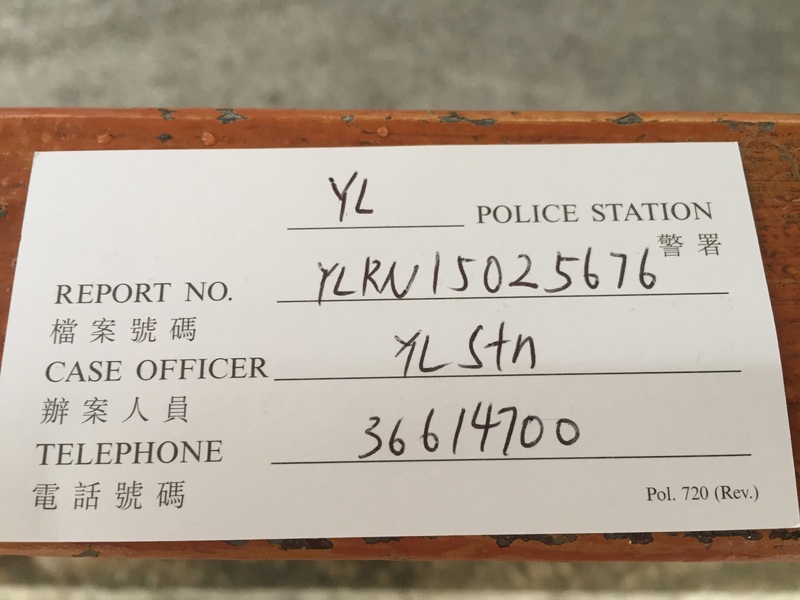 YL POLICE STATION
警署
REPORT NO. YLRN15025676
檔案號碼
CASE OFFICER YL Stn
辦案人員
TELEPHONE 36614700
電話號碼
Pol. 720 (Rev.)